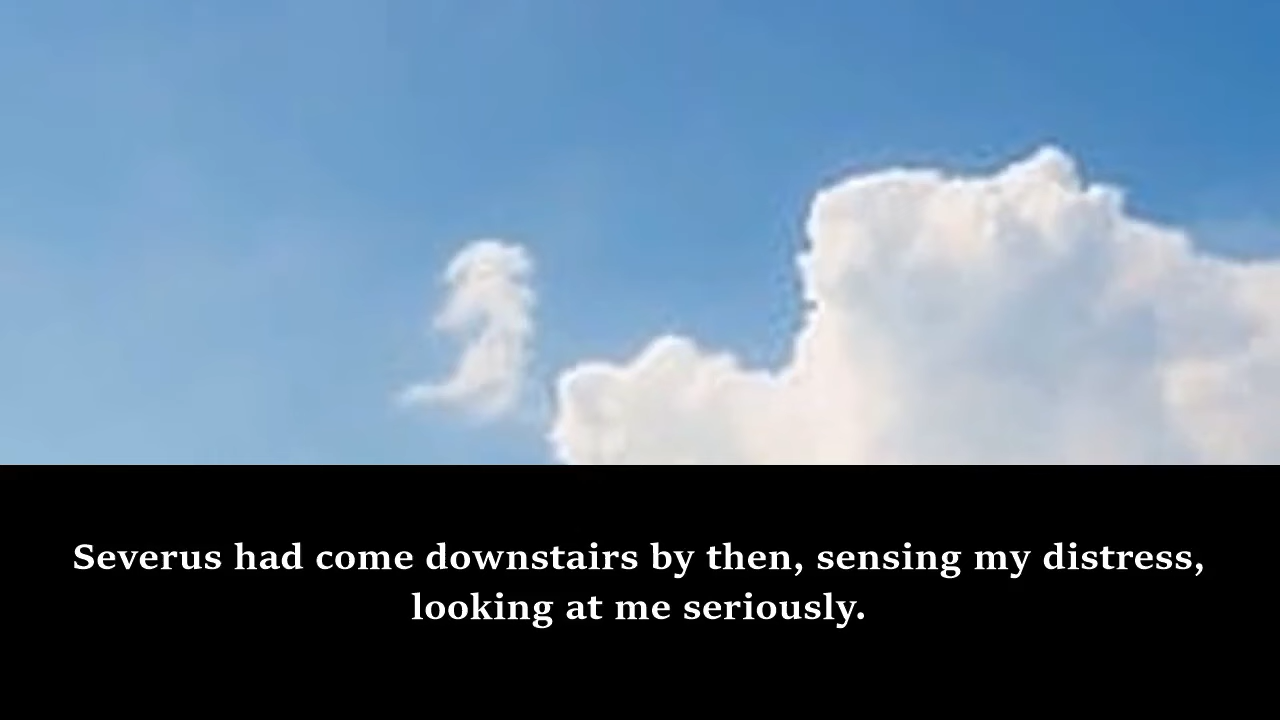 Severus had come downstairs by then, sensing my distress,
looking at me seriously.